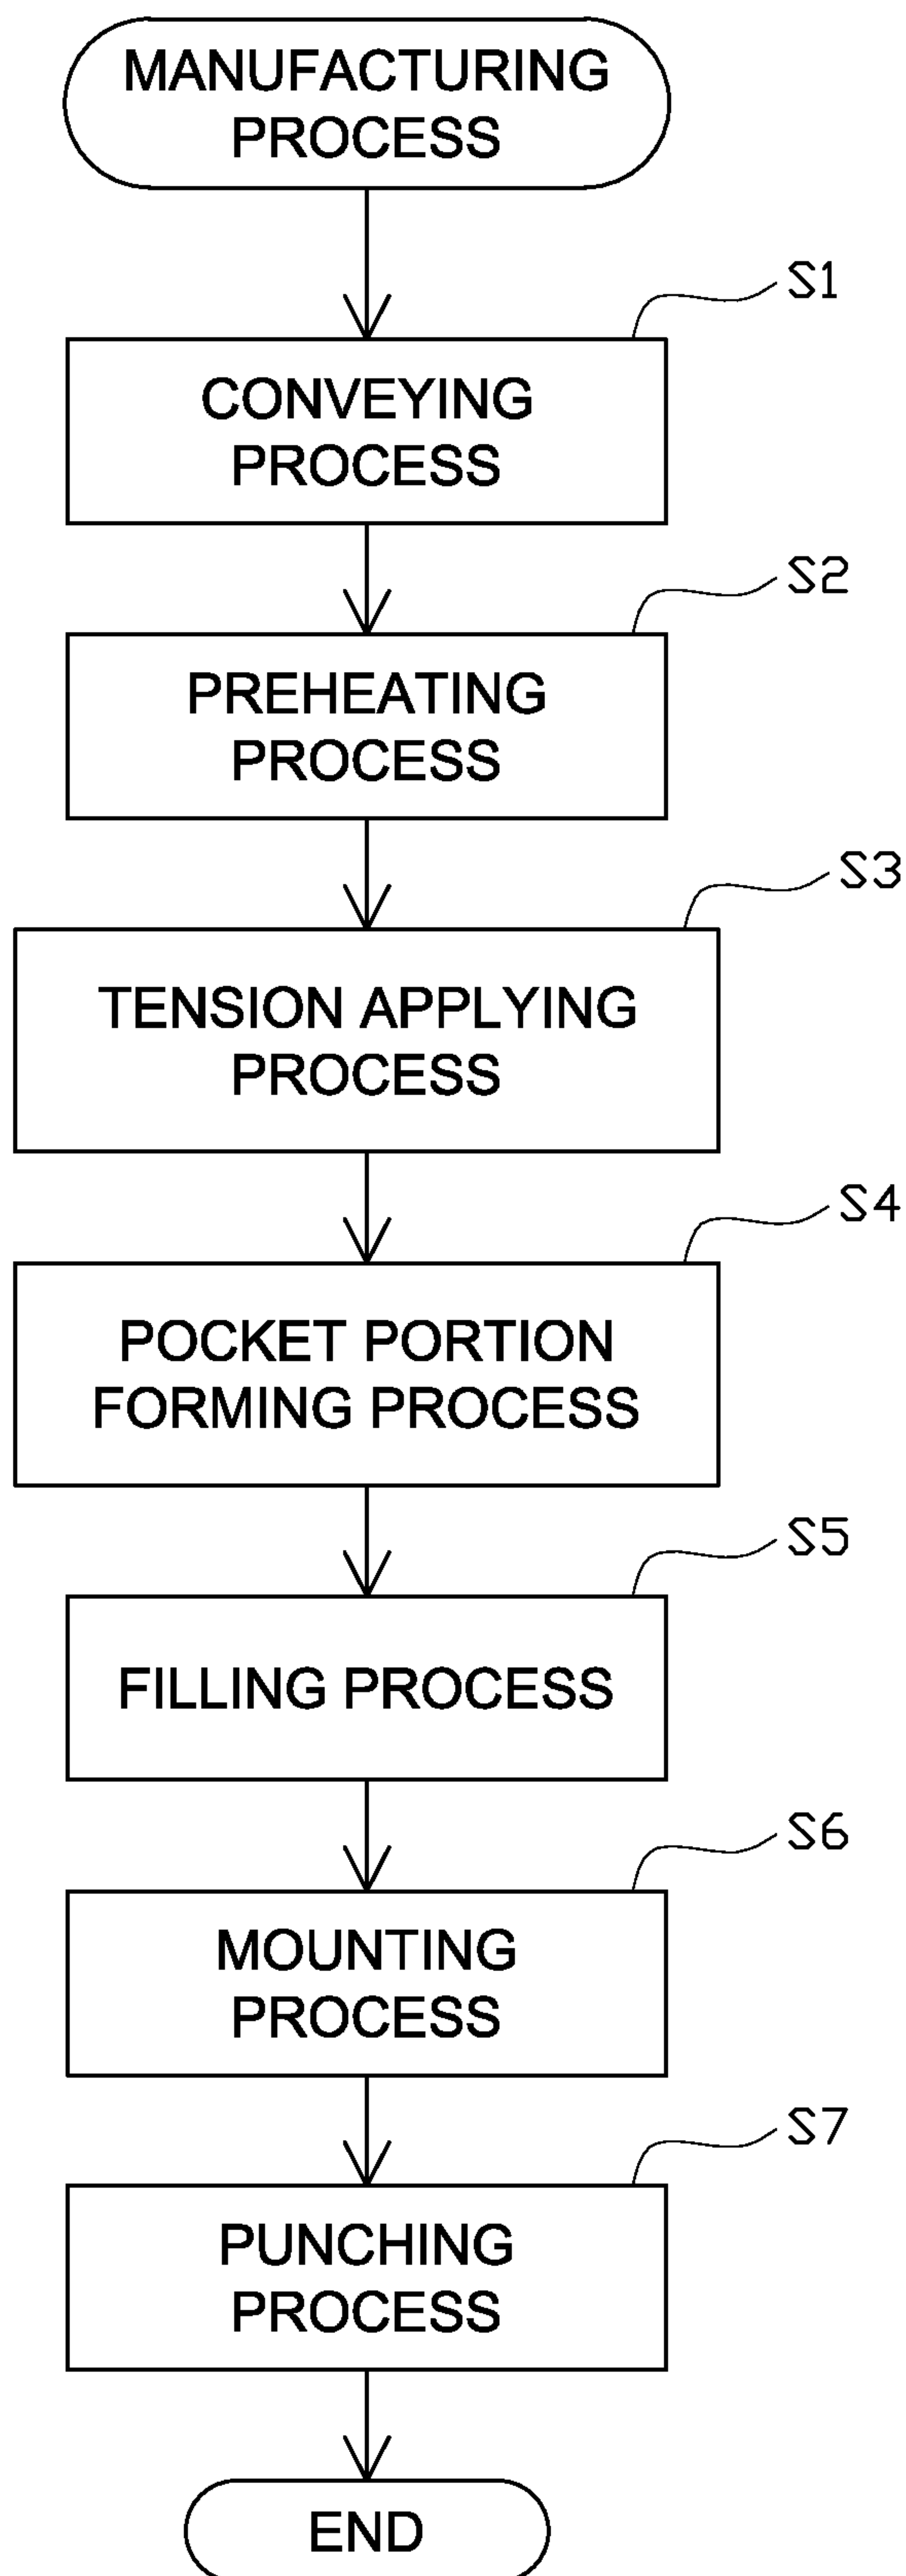 MANUFACTURING
PROCESS
S1
CONVEYING
PROCESS
S2
PREHEATING
PROCESS
S3
TENSION APPLYING
PROCESS
S4
POCKET PORTION
FORMING PROCESS
S5
FILLING PROCESS
S6
MOUNTING
PROCESS
S7
PUNCHING
PROCESS
END